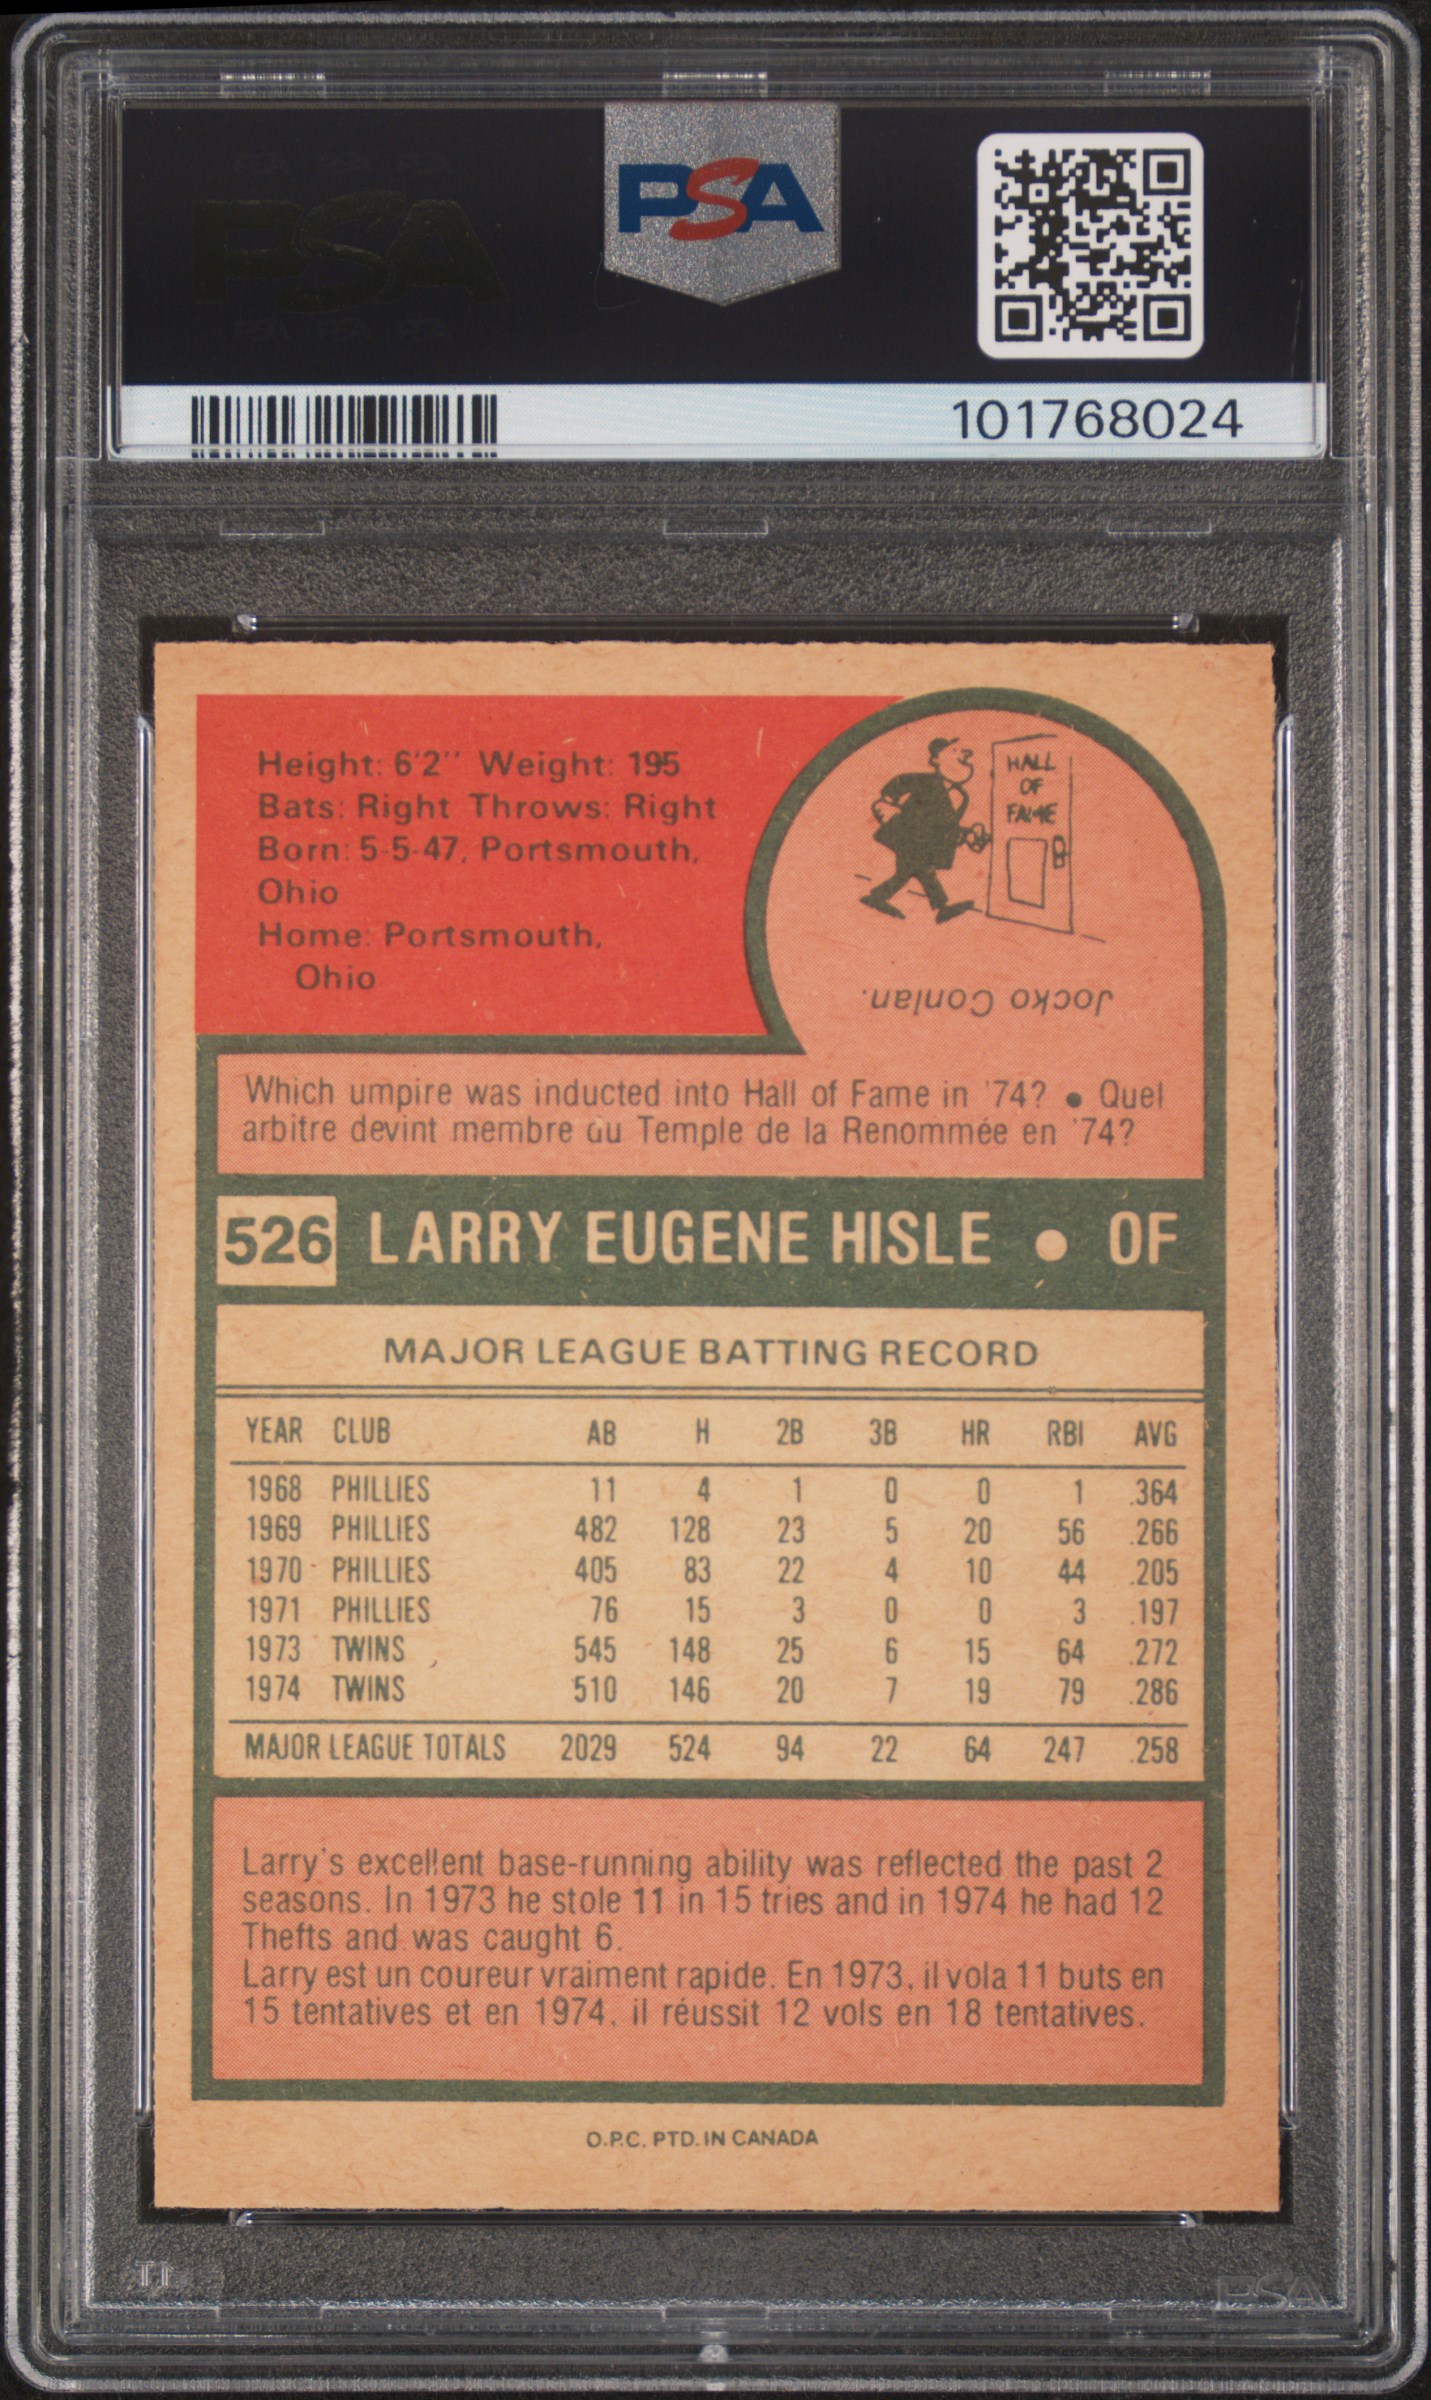 PSA
PSA
101768024
Height: 6'2'' Weight: 195
Bats: Right Throws: Right
Born: 5-5-47, Portsmouth,
Ohio
Home: Portsmouth,
Ohio
HALL
OF
FAME
Jocko Conlan.
Which umpire was inducted into Hall of Fame in '74? • Quel
arbitre devint membre du Temple de la Renommée en '74?
526 LARRY EUGENE HISLE • OF
MAJOR LEAGUE BATTING RECORD
YEAR CLUB AB H 2B 3B HR RBI AVG
1968 PHILLIES 11 4 1 0 0 1 .364
1969 PHILLIES 482 128 23 5 20 56 .266
1970 PHILLIES 405 83 22 4 10 44 .205
1971 PHILLIES 76 15 3 0 0 3 .197
1973 TWINS 545 148 25 6 15 64 .272
1974 TWINS 510 146 20 7 19 79 .286
MAJOR LEAGUE TOTALS 2029 524 94 22 64 247 .258
Larry's excellent base-running ability was reflected the past 2
seasons. In 1973 he stole 11 in 15 tries and in 1974 he had 12
Thefts and was caught 6.
Larry est un coureur vraiment rapide. En 1973, il vola 11 buts en
15 tentatives et en 1974, il réussit 12 vols en 18 tentatives.
O.P.C. PTD. IN CANADA
PSA